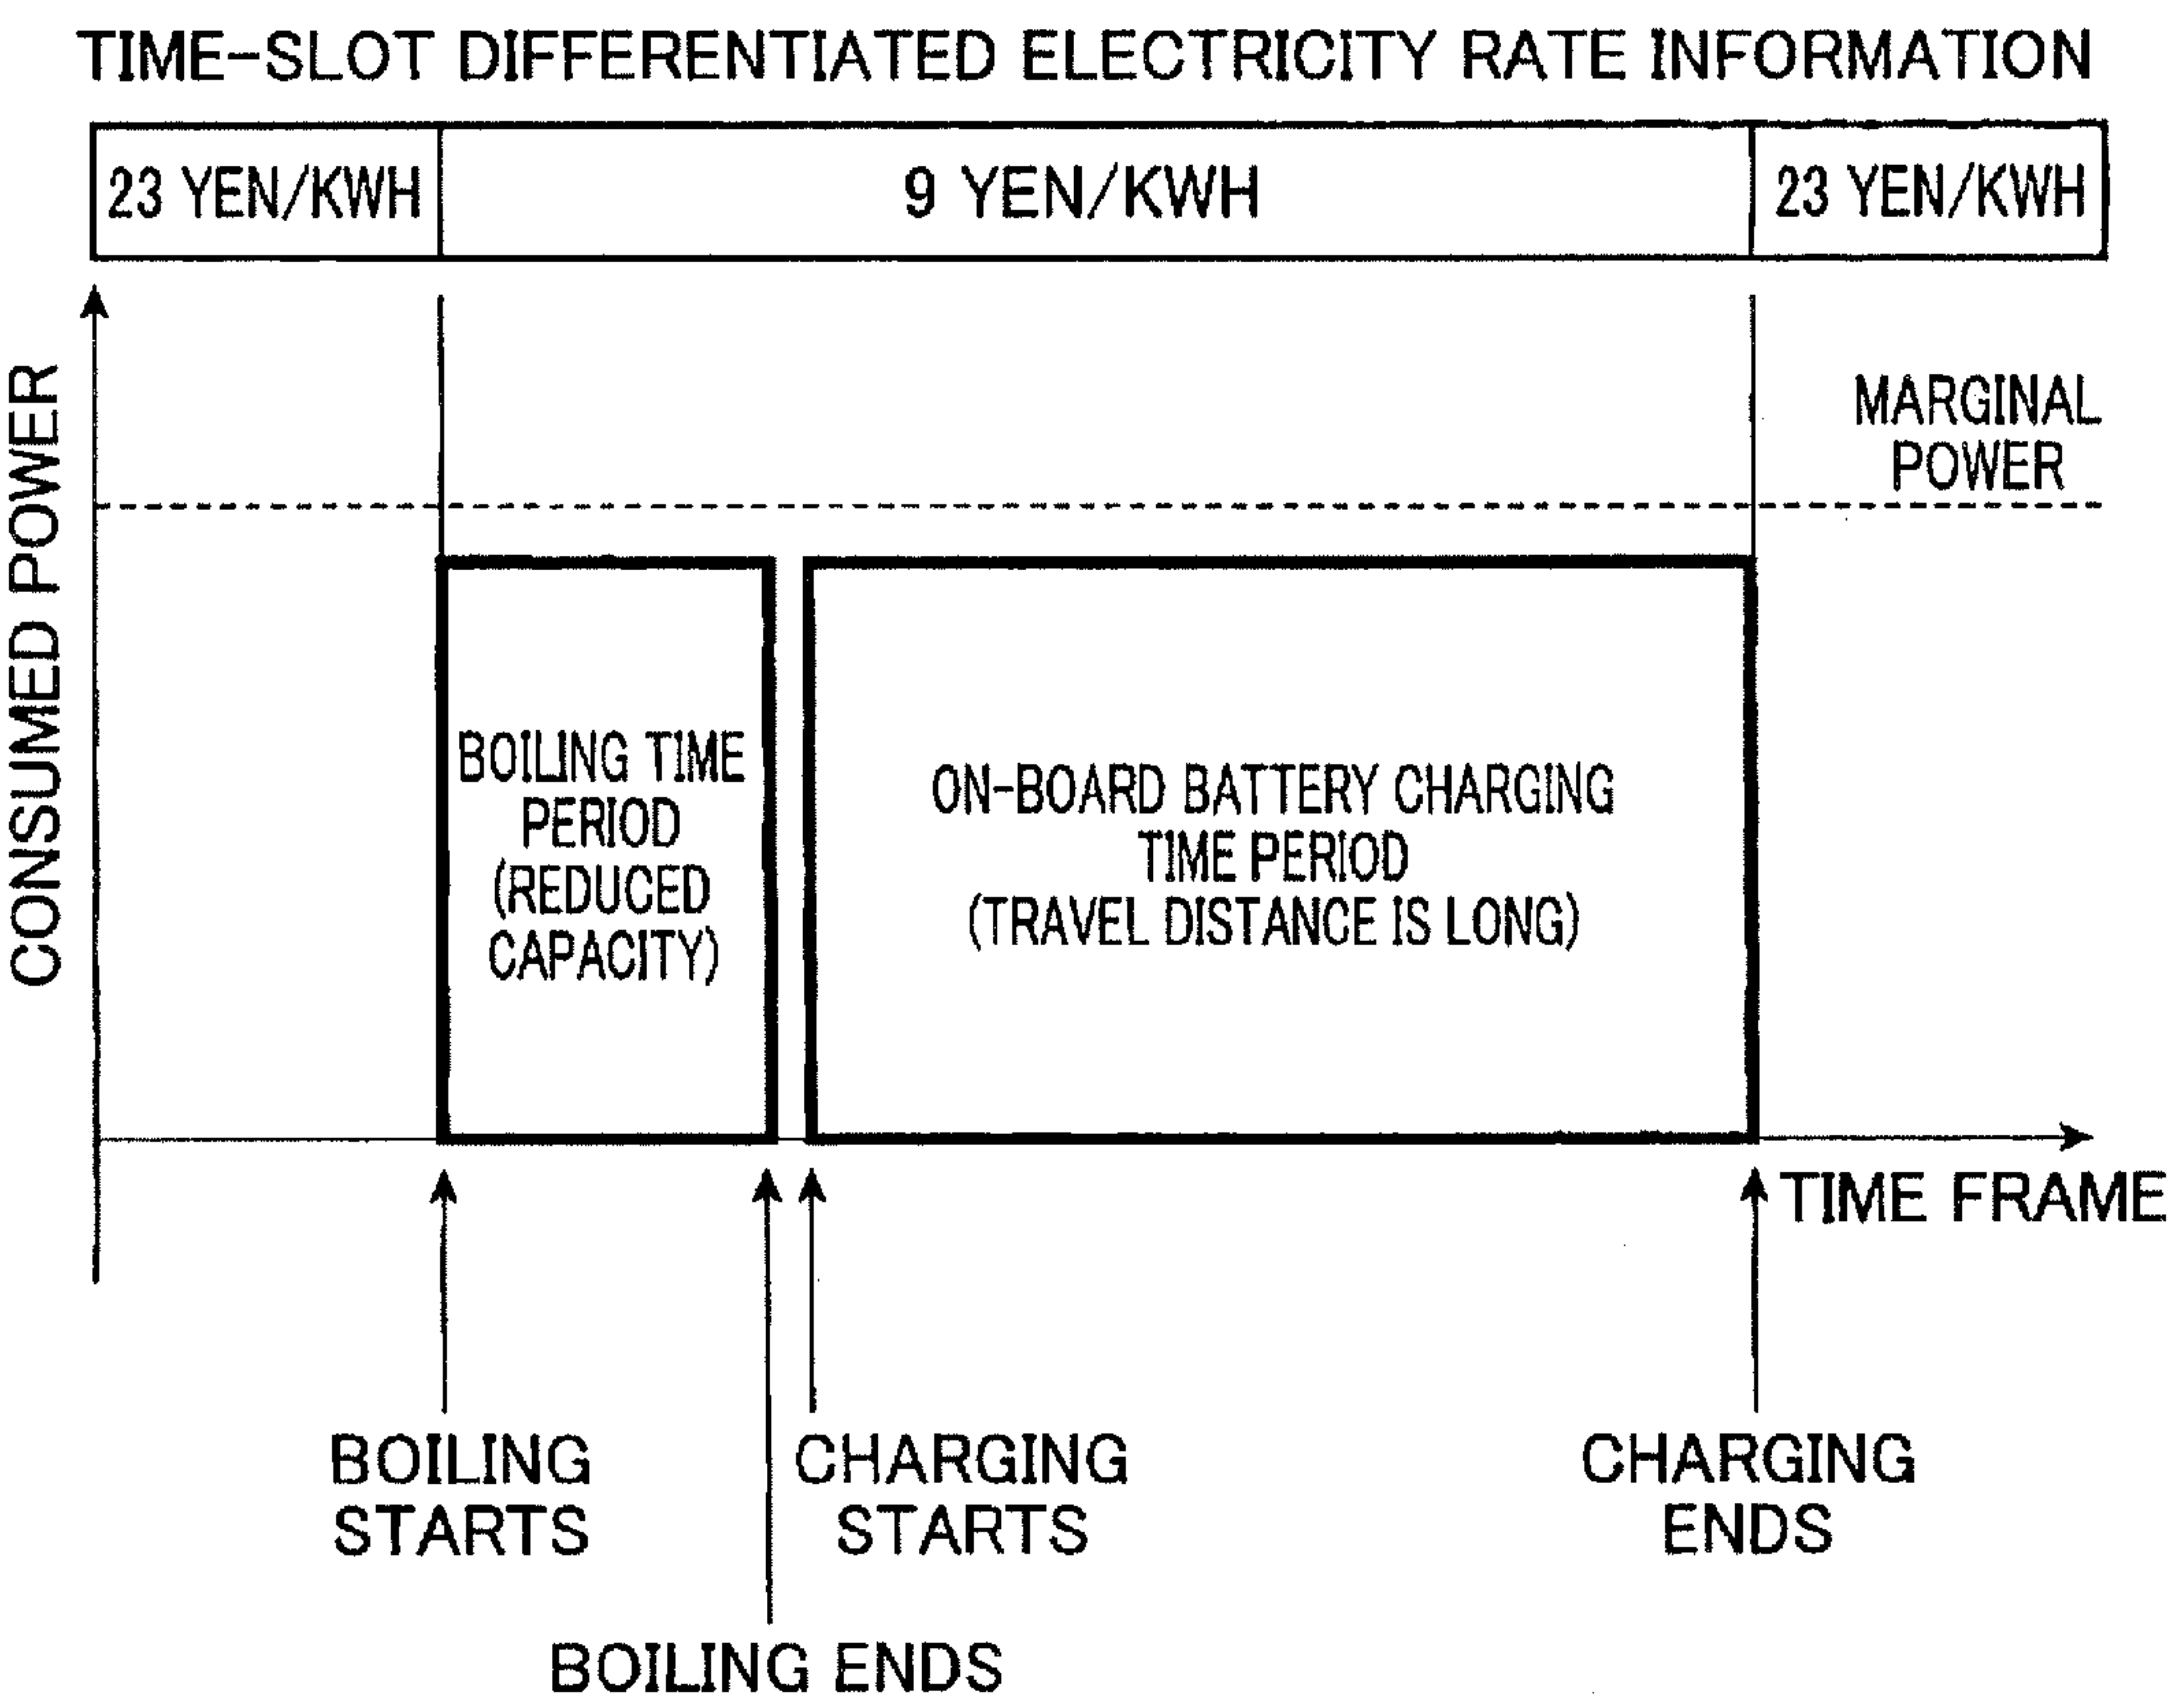 TIME-SLOT DIFFERENTIATED ELECTRICITY RATE INFORMATION
23 YEN/KWH
9 YEN/KWH
23 YEN/KWH
MARGINAL
POWER
CONSUMED POWER
BOILING TIME
PERIOD
(REDUCED
CAPACITY)
ON-BOARD BATTERY CHARGING
TIME PERIOD
(TRAVEL DISTANCE IS LONG)
TIME FRAME
BOILING
STARTS
CHARGING
STARTS
CHARGING
ENDS
BOILING ENDS